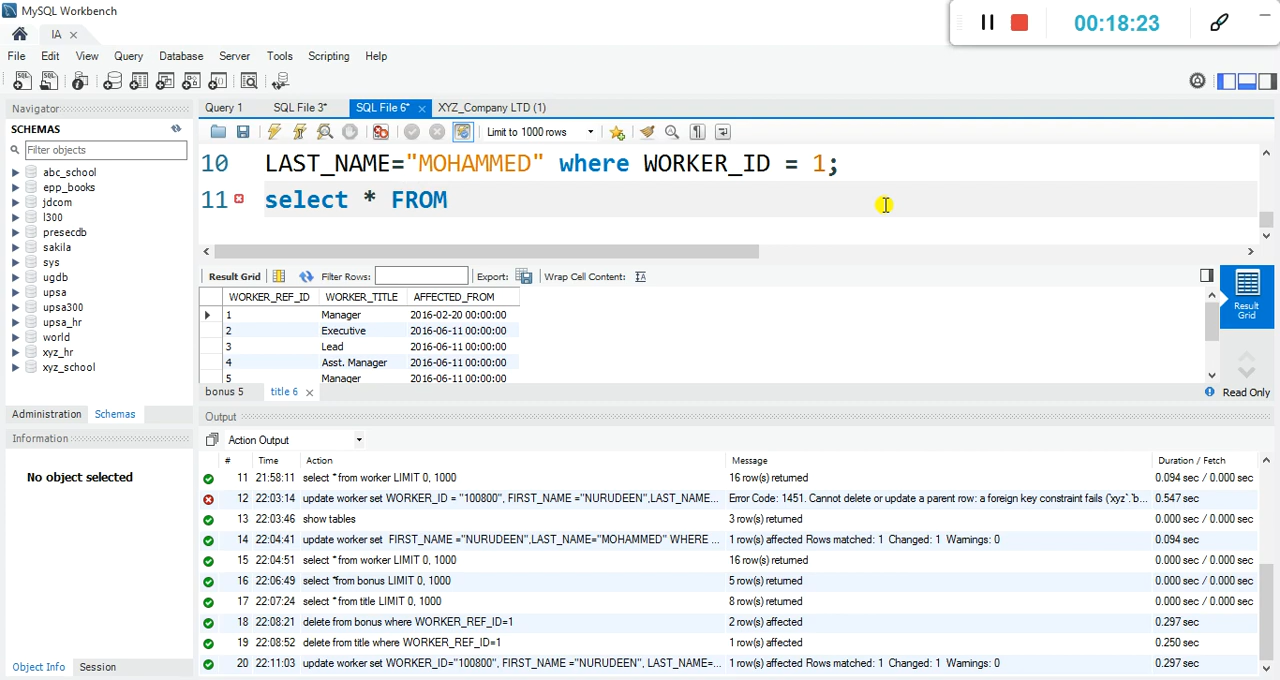 MySQL Workbench
00:18:23
IA
File Edit View Query Database Server Tools Scripting Help
Navigator
SCHEMAS
Filter objects
abc_school
epp_books
jdcom
l300
presecdb
sakila
sys
ugdb
upsa
upsa300
upsa_hr
world
xyz_hr
xyz_school
Administration Schemas
Information
No object selected
Object Info Session
Query 1 SQL File 3* SQL File 6* XYZ_Company LTD (1)
Limit to 1000 rows
10 LAST_NAME="MOHAMMED" where WORKER_ID = 1;
11 select * FROM
Result Grid Filter Rows: Export: Wrap Cell Content:
WORKER_REF_ID WORKER_TITLE AFFECTED_FROM
1 Manager 2016-02-20 00:00:00
2 Executive 2016-06-11 00:00:00
3 Lead 2016-06-11 00:00:00
4 Asst. Manager 2016-06-11 00:00:00
5 Manager 2016-06-11 00:00:00
Result Grid
bonus 5 title 6
Read Only
Output
Action Output
# Time Action Message Duration / Fetch
11 21:58:11 select * from worker LIMIT 0, 1000 16 row(s) returned 0.094 sec / 0.000 sec
12 22:03:14 update worker set WORKER_ID = "100800", FIRST_NAME ="NURUDEEN",LAST_NAME... Error Code: 1451. Cannot delete or update a parent row: a foreign key constraint fails (`xyz`.`b... 0.547 sec
13 22:03:46 show tables 3 row(s) returned 0.000 sec / 0.000 sec
14 22:04:41 update worker set FIRST_NAME ="NURUDEEN",LAST_NAME="MOHAMMED" WHERE ... 1 row(s) affected Rows matched: 1 Changed: 1 Warnings: 0 0.094 sec
15 22:04:51 select * from worker LIMIT 0, 1000 16 row(s) returned 0.000 sec / 0.000 sec
16 22:06:49 select *from bonus LIMIT 0, 1000 5 row(s) returned 0.000 sec / 0.000 sec
17 22:07:24 select * from title LIMIT 0, 1000 8 row(s) returned 0.000 sec / 0.000 sec
18 22:08:21 delete from bonus where WORKER_REF_ID=1 2 row(s) affected 0.297 sec
19 22:08:52 delete from title where WORKER_REF_ID=1 1 row(s) affected 0.250 sec
20 22:11:03 update worker set WORKER_ID="100800", FIRST_NAME ="NURUDEEN", LAST_NAME=... 1 row(s) affected Rows matched: 1 Changed: 1 Warnings: 0 0.297 sec